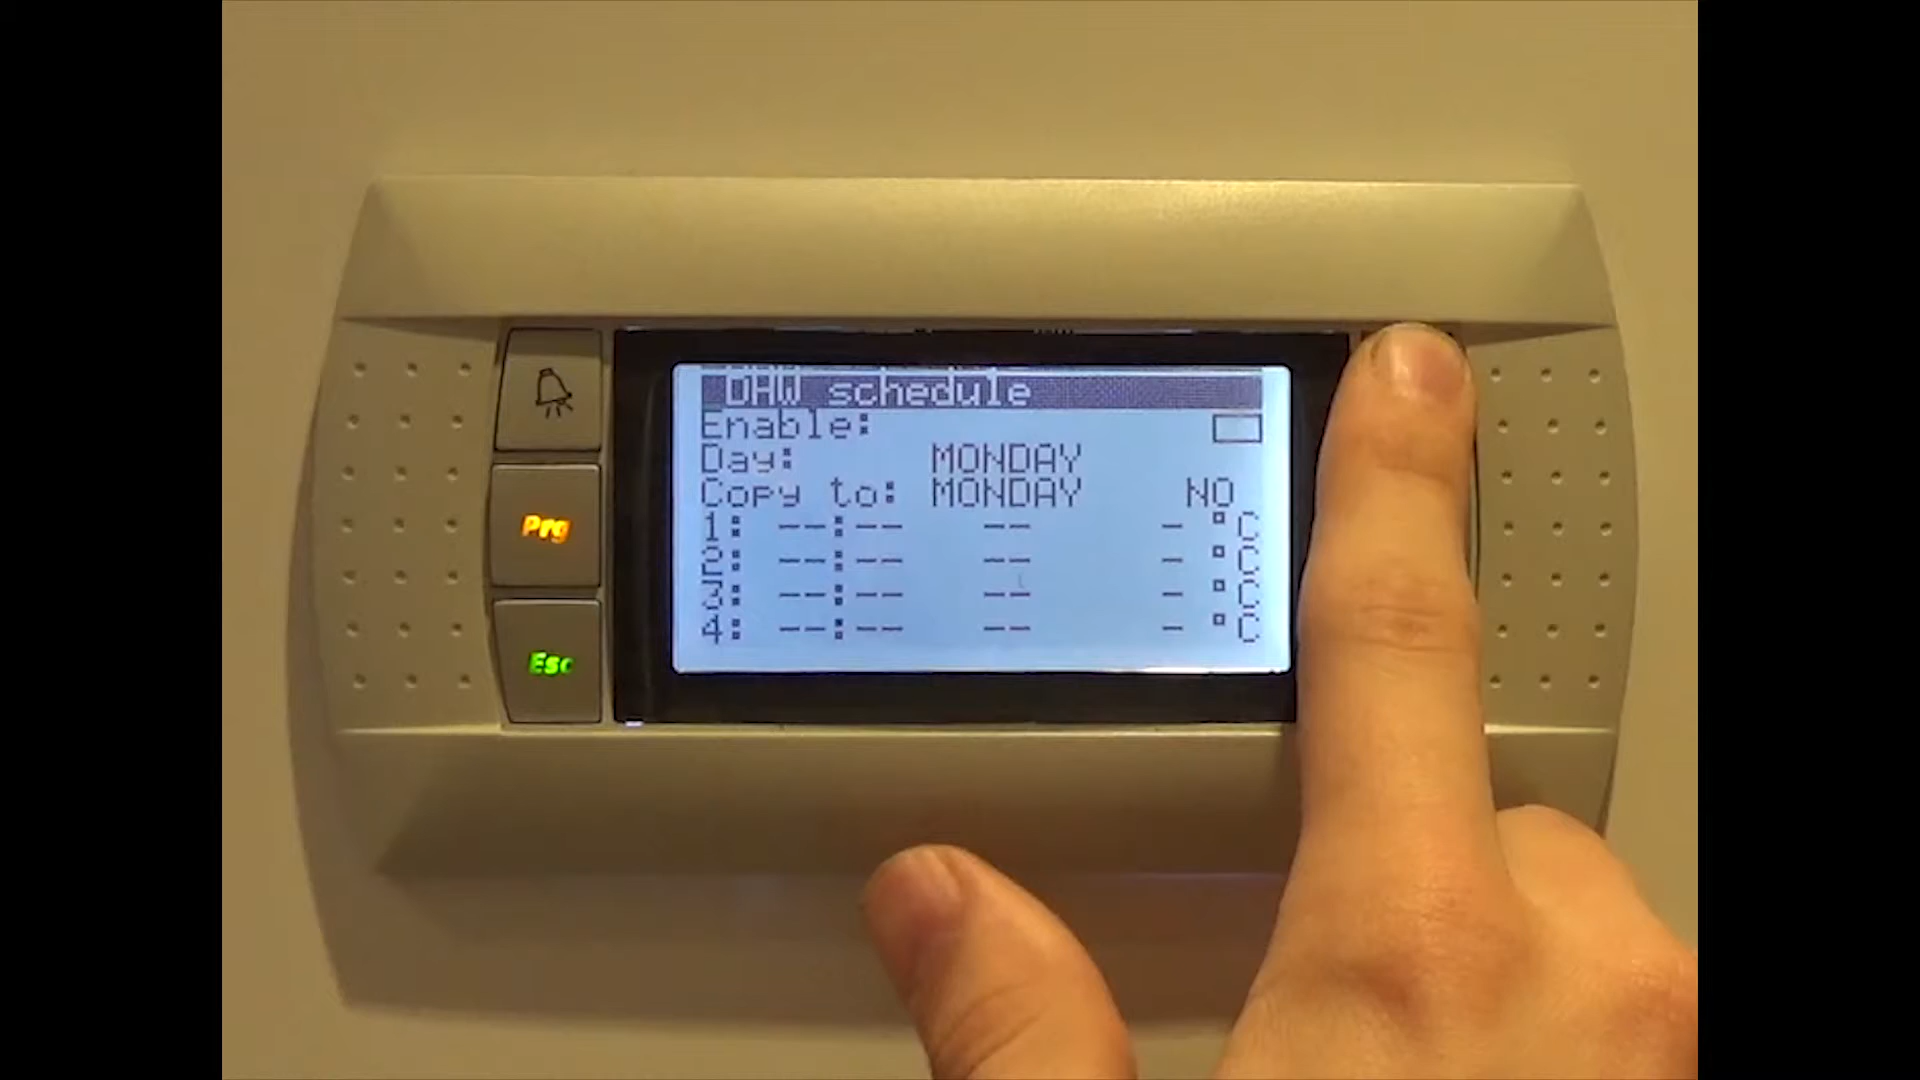 DHW schedule
Enable:
Day: MONDAY
Copy to: MONDAY NO
1: --:-- -- - °C
2: --:-- -- - °C
3: --:-- -- - °C
4: --:-- -- - °C
Prg
Esc